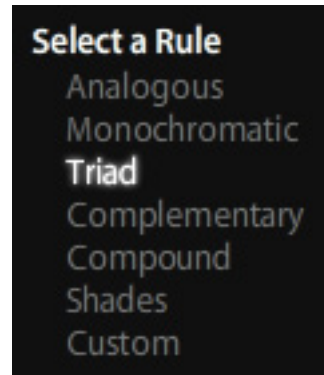 Select a Rule
Analogous
Monochromatic
Triad
Complementary
Compound
Shades
Custom